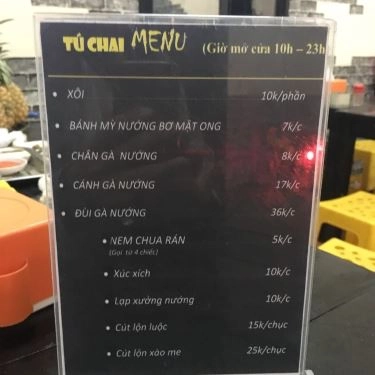 TÚ CHAI MENU (Giờ mở cửa 10h – 23h
• XÔI 10k/phần
• BÁNH MỲ NƯỚNG BƠ MẬT ONG 7k/c
• CHÂN GÀ NƯỚNG 8k/c
• CÁNH GÀ NƯỚNG 17k/c
• ĐÙI GÀ NƯỚNG 36k/c
• NEM CHUA RÁN 5k/c
(Gọi từ 4 chiếc)
• Xúc xích 10k/c
• Lạp xưởng nướng 10k/c
• Cút lộn luộc 15k/chục
• Cút lộn xào me 25k/chục